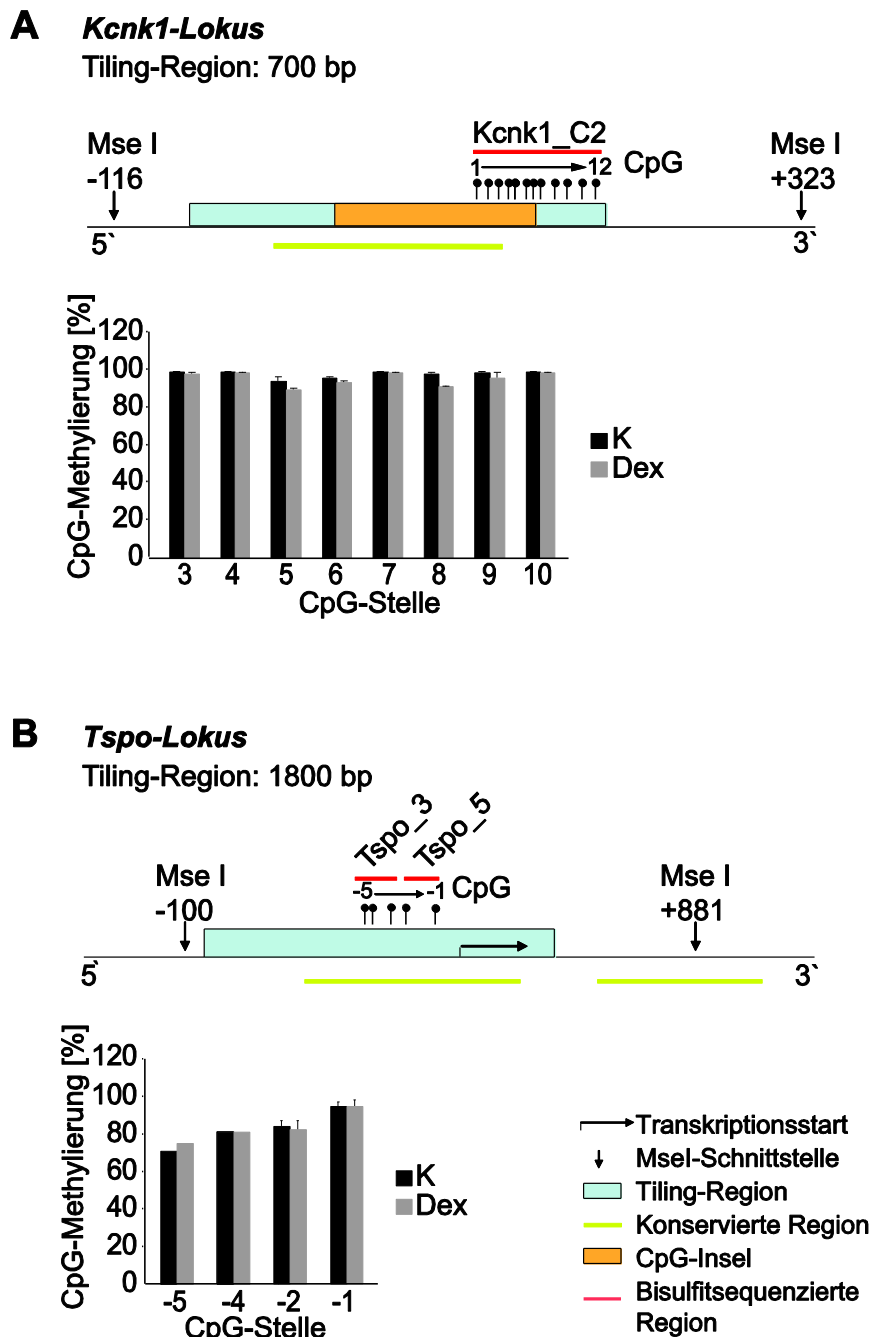 A Kcnk1-Lokus
Tiling-Region: 700 bp
Kcnk1_C2
Mse I
-116
1 12 CpG
Mse I
+323
5` 3`
CpG-Methylierung [%]
120
100
80
60
40
20
0
K
Dex
3 4 5 6 7 8 9 10
CpG-Stelle
B Tspo-Lokus
Tiling-Region: 1800 bp
Tspo_3 Tspo_5
Mse I
-100
-5 -1 CpG
Mse I
+881
5` 3`
CpG-Methylierung [%]
120
100
80
60
40
20
0
K
Dex
-5 -4 -2 -1
CpG-Stelle
Transkriptionsstart
MseI-Schnittstelle
Tiling-Region
Konservierte Region
CpG-Insel
Bisulfitsequenzierte
Region